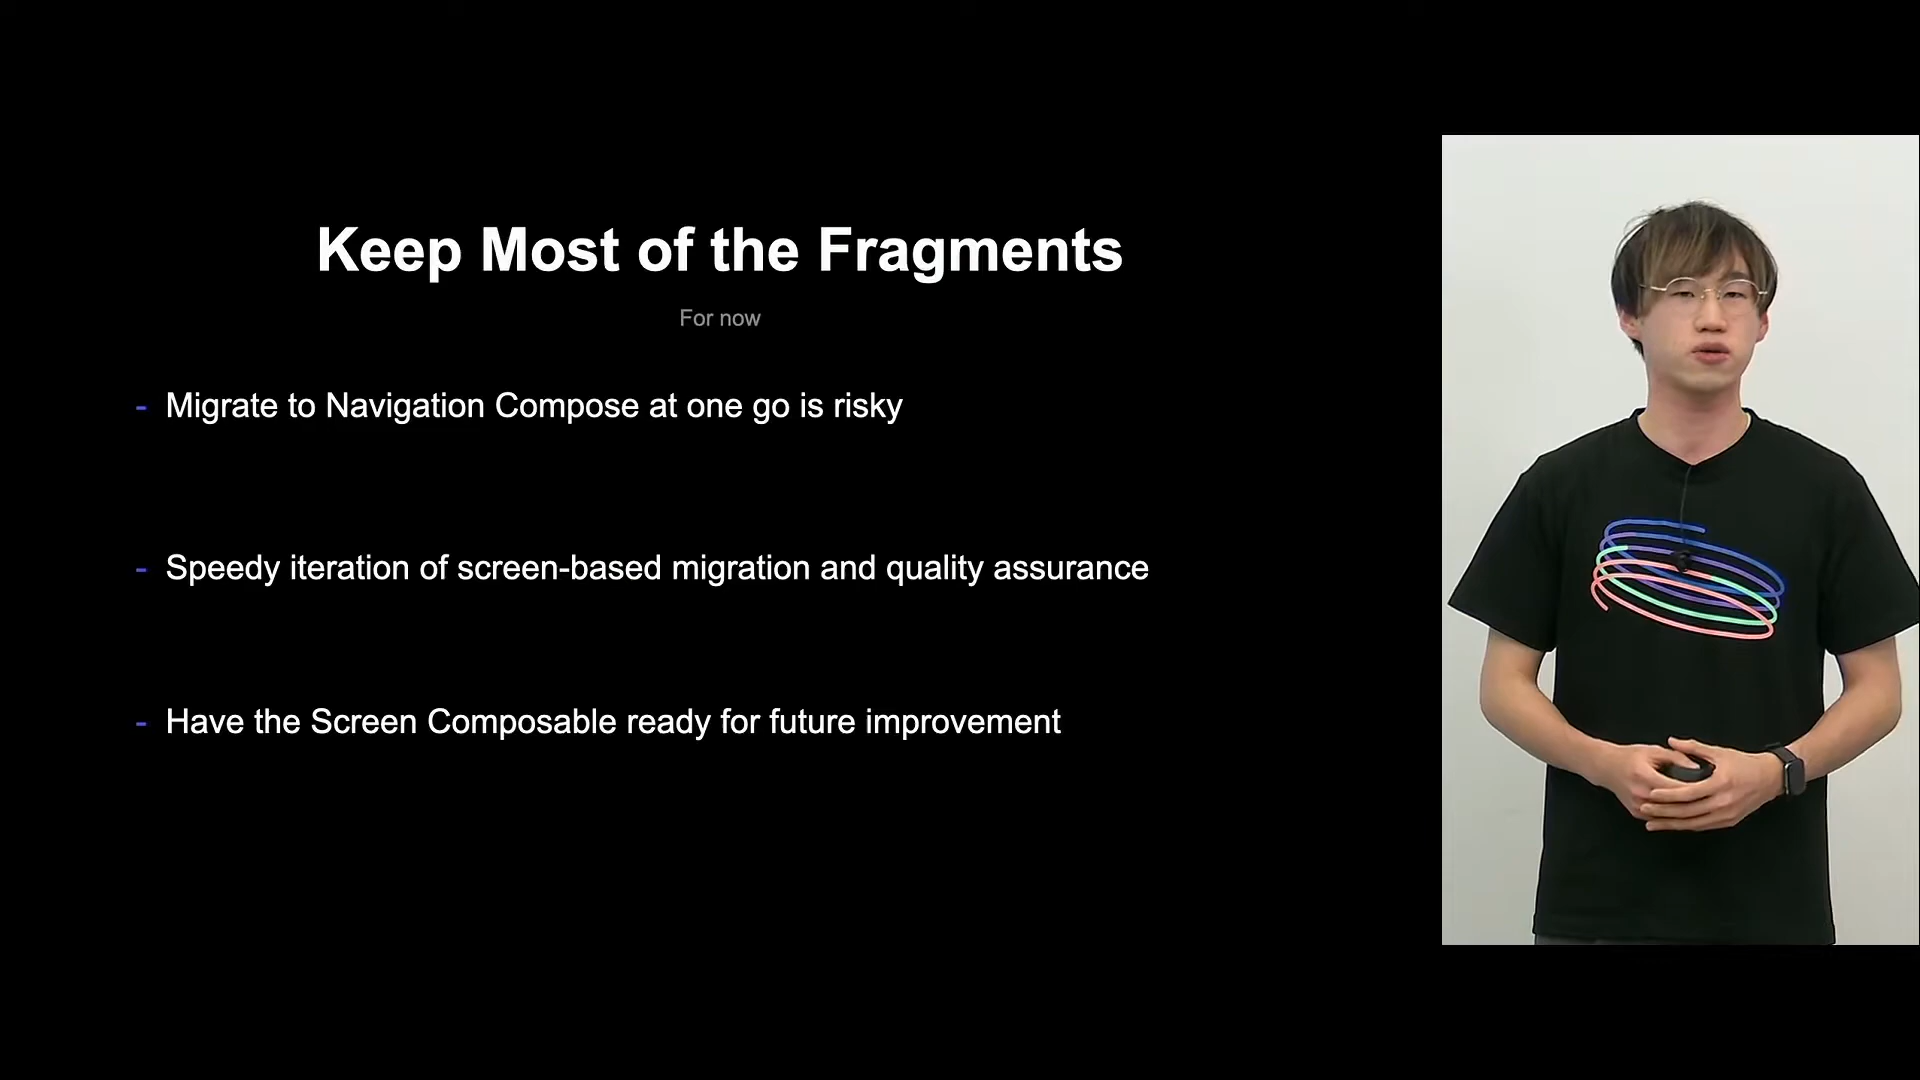 Keep Most of the Fragments
For now
- Migrate to Navigation Compose at one go is risky
- Speedy iteration of screen-based migration and quality assurance
- Have the Screen Composable ready for future improvement